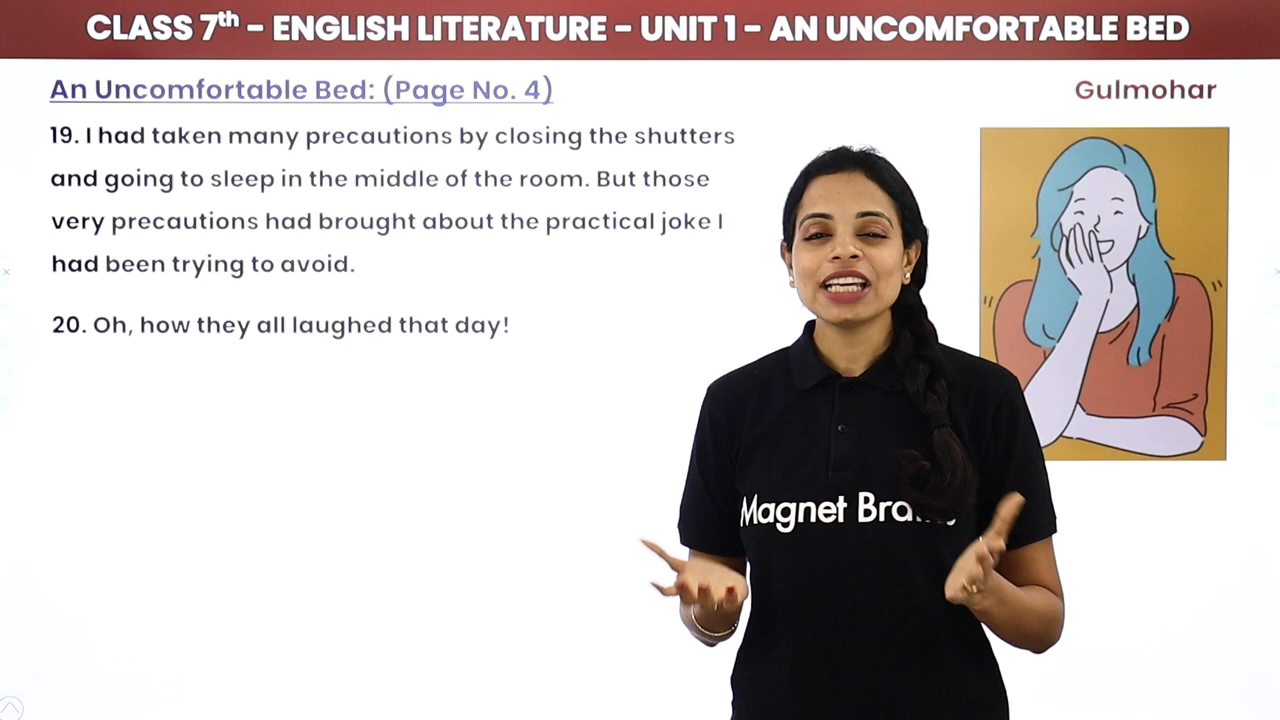 CLASS 7th - ENGLISH LITERATURE - UNIT 1 - AN UNCOMFORTABLE BED
An Uncomfortable Bed: (Page No. 4)
Gulmohar
19. I had taken many precautions by closing the shutters
and going to sleep in the middle of the room. But those
very precautions had brought about the practical joke I
had been trying to avoid.
20. Oh, how they all laughed that day!
Magnet